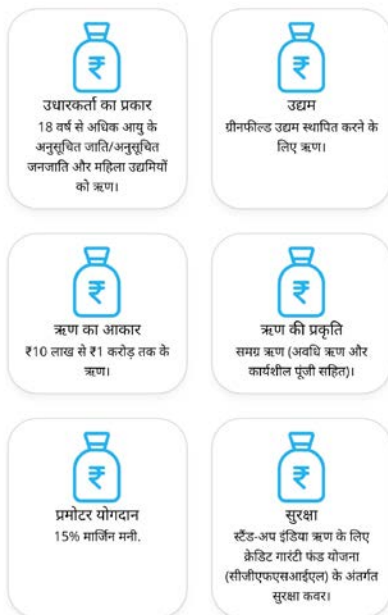 ₹
उधारकर्ता का प्रकार
18 वर्ष से अधिक आयु के
अनुसूचित जाति/अनुसूचित
जनजाति और महिला उद्यमियों
को ऋण।
₹
उद्यम
ग्रीनफील्ड उद्यम स्थापित करने के
लिए ऋण।
₹
ऋण का आकार
₹10 लाख से ₹1 करोड़ तक के
ऋण।
₹
ऋण की प्रकृति
समग्र ऋण (अवधि ऋण और
कार्यशील पूंजी सहित)।
₹
प्रमोटर योगदान
15% मार्जिन मनी.
₹
सुरक्षा
स्टैंड-अप इंडिया ऋण के लिए
क्रेडिट गारंटी फंड योजना
(सीजीएफएसआईएल) के अंतर्गत
सुरक्षा कवर।